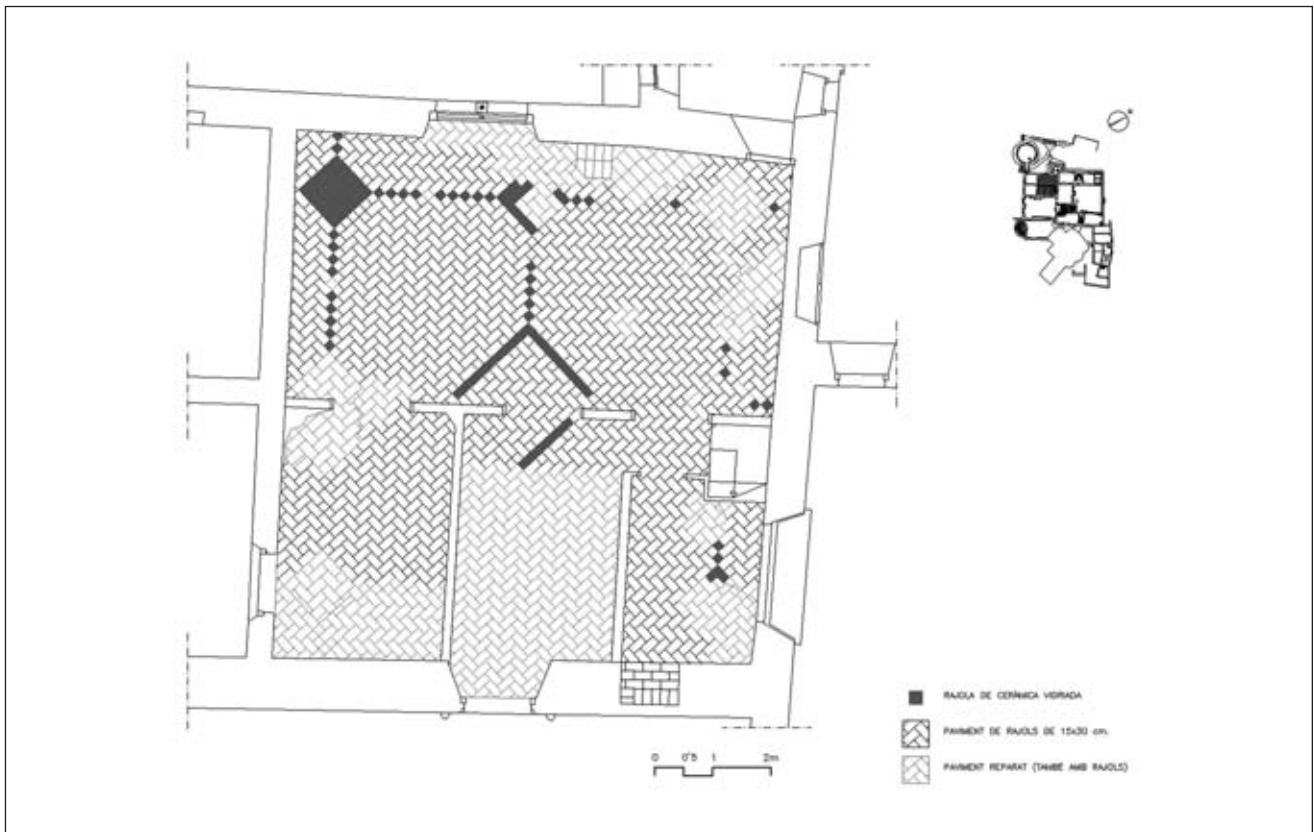 RAJOLA DE CERÀMICA VIDRIADA
PAVIMENT DE RAJOLS DE 15x30 cm.
PAVIMENT REPARAT (TAMBÉ AMB RAJOLS)
0 0'5 1 2m